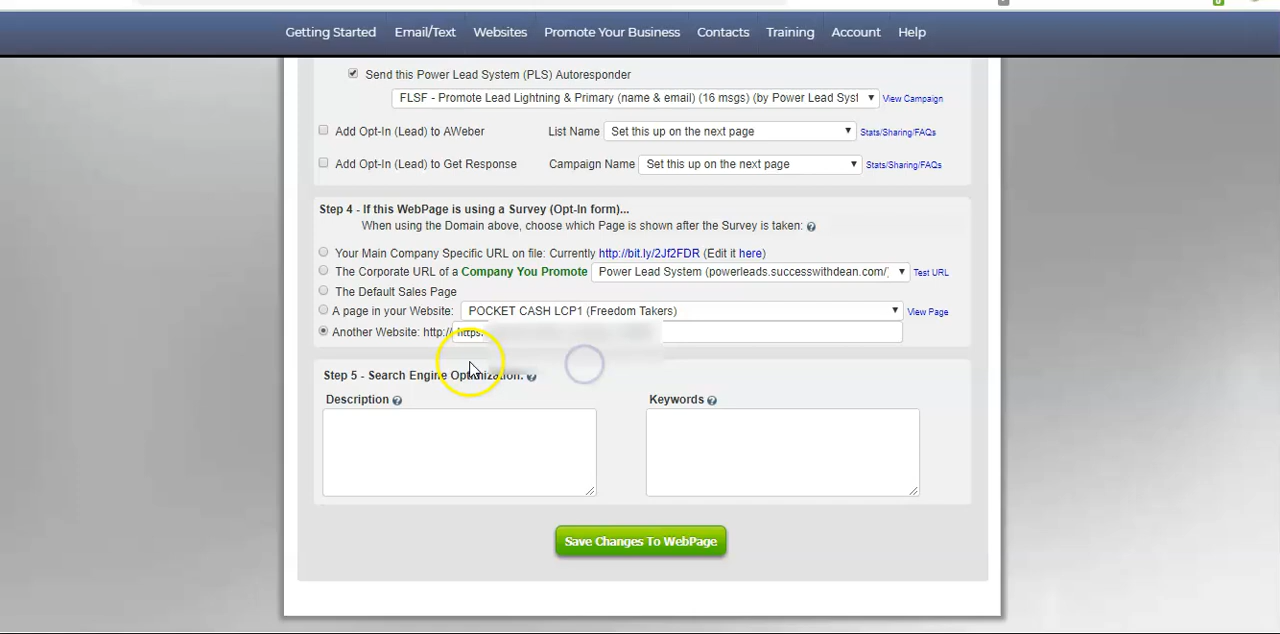 Getting Started Email/Text Websites Promote Your Business Contacts Training Account Help
Send this Power Lead System (PLS) Autoresponder
FLSF - Promote Lead Lightning & Primary (name & email) (16 msgs) (by Power Lead Syst View Campaign
Add Opt-In (Lead) to AWeber List Name Set this up on the next page Stats/Sharing/FAQs
Add Opt-In (Lead) to Get Response Campaign Name Set this up on the next page Stats/Sharing/FAQs
Step 4 - If this WebPage is using a Survey (Opt-In form)...
When using the Domain above, choose which Page is shown after the Survey is taken:
Your Main Company Specific URL on file: Currently http://bit.ly/2Jf2FDR (Edit it here)
The Corporate URL of a Company You Promote Power Lead System (powerleads.successwithdean.com/ Test URL
The Default Sales Page
A page in your Website: POCKET CASH LCP1 (Freedom Takers) View Page
Another Website: http:// https:
Step 5 - Search Engine Optimization:
Description Keywords
Save Changes To WebPage